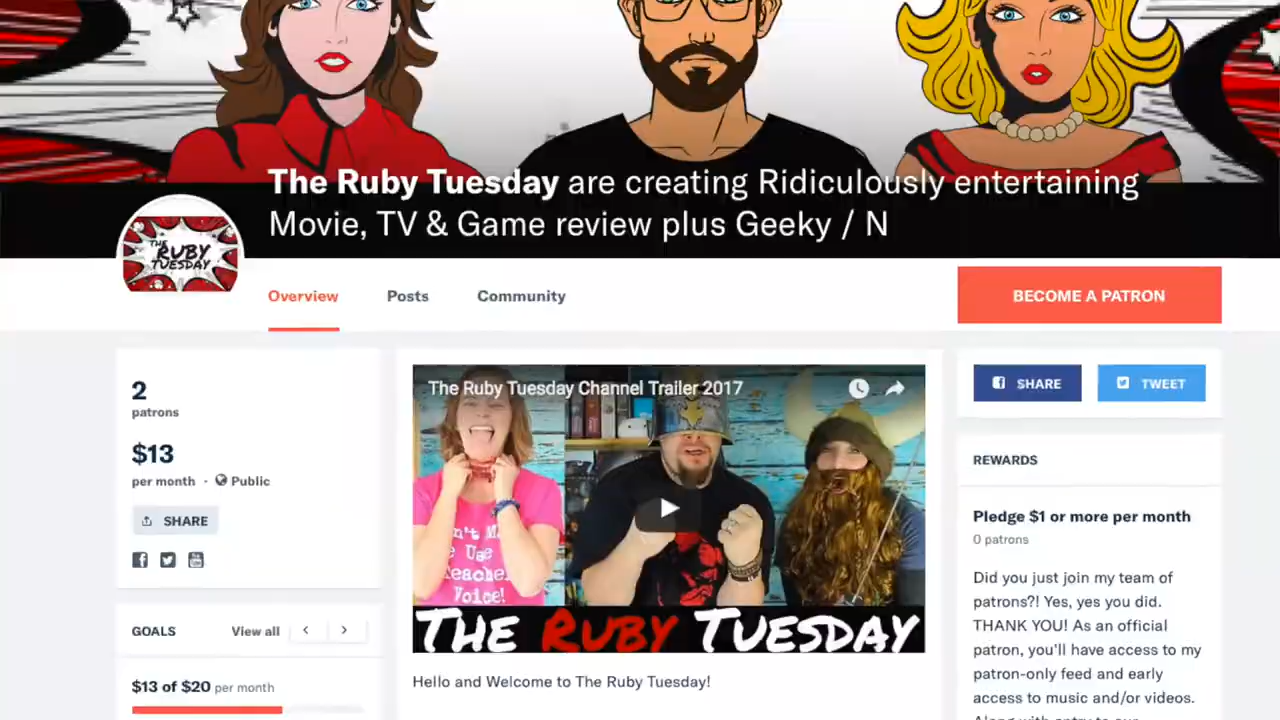 The Ruby Tuesday are creating Ridiculously entertaining
Movie, TV & Game review plus Geeky / N
THE
RUBY
TUESDAY
Overview
Posts
Community
BECOME A PATRON
2
patrons
$13
per month · Public
SHARE
GOALS
View all
$13 of $20 per month
The Ruby Tuesday Channel Trailer 2017
Voice!
THE RUBY TUESDAY
Hello and Welcome to The Ruby Tuesday!
SHARE
TWEET
REWARDS
Pledge $1 or more per month
0 patrons
Did you just join my team of
patrons?! Yes, yes you did.
THANK YOU! As an official
patron, you'll have access to my
patron-only feed and early
access to music and/or videos.